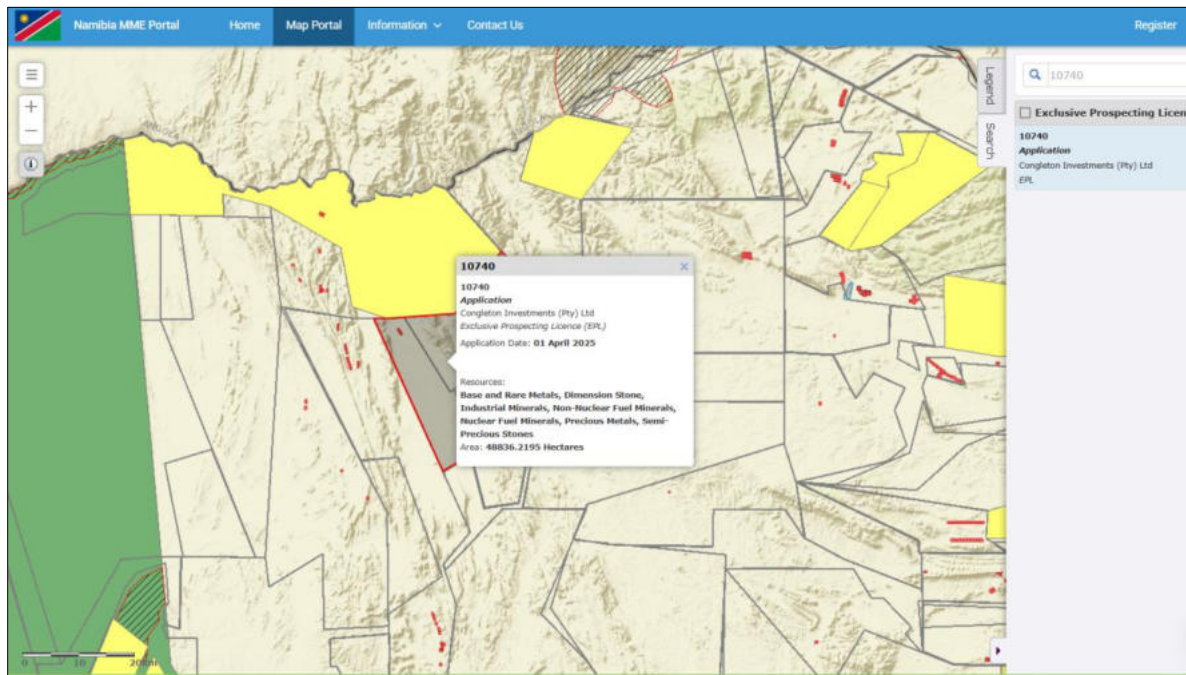 Namibia MME Portal Home Map Portal Information Contact Us Register
Legend
Search
10740
Exclusive Prospecting Licen
10740
Application
Congleton Investments (Pty) Ltd
EPL
10740
10740
Application
Congleton Investments (Pty) Ltd
Exclusive Prospecting Licence (EPL)
Application Date: 01 April 2025
Resources:
Base and Rare Metals, Dimension Stone,
Industrial Minerals, Non-Nuclear Fuel Minerals,
Nuclear Fuel Minerals, Precious Metals, Semi-
Precious Stones
Area: 48836.2195 Hectares
0 10 20km